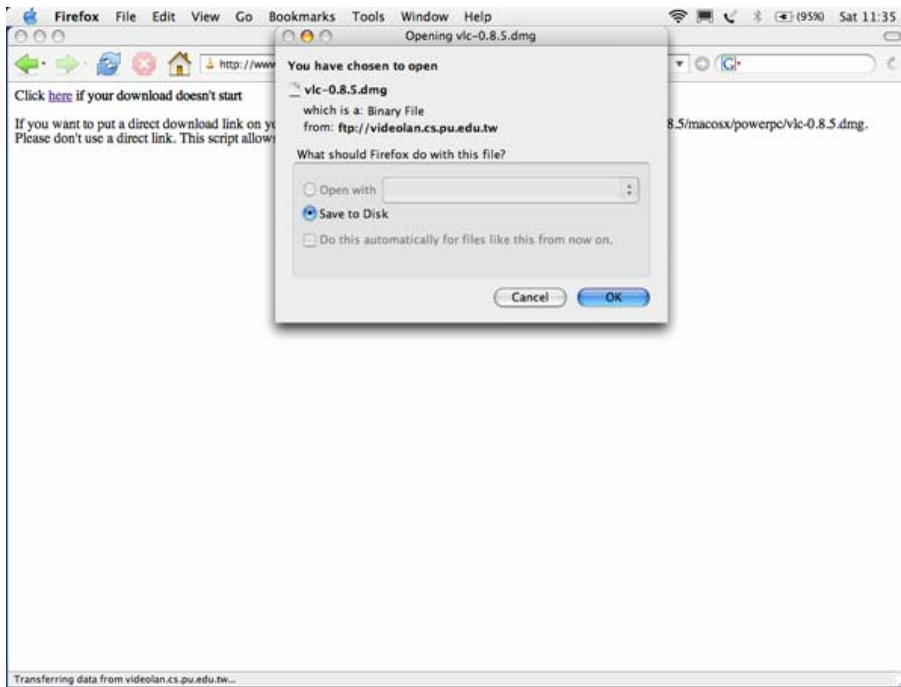 Firefox File Edit View Go Bookmarks Tools Window Help (95%) Sat 11:35
Opening vlc-0.8.5.dmg
http://www
G
You have chosen to open
vlc-0.8.5.dmg
which is a: Binary File
from: ftp://videolan.cs.pu.edu.tw
What should Firefox do with this file?
Open with
Save to Disk
Do this automatically for files like this from now on.
Cancel OK
Click here if your download doesn't start
If you want to put a direct download link on yo 8.5/macosx/powerpc/vlc-0.8.5.dmg.
Please don't use a direct link. This script allow
Transferring data from videolan.cs.pu.edu.tw...